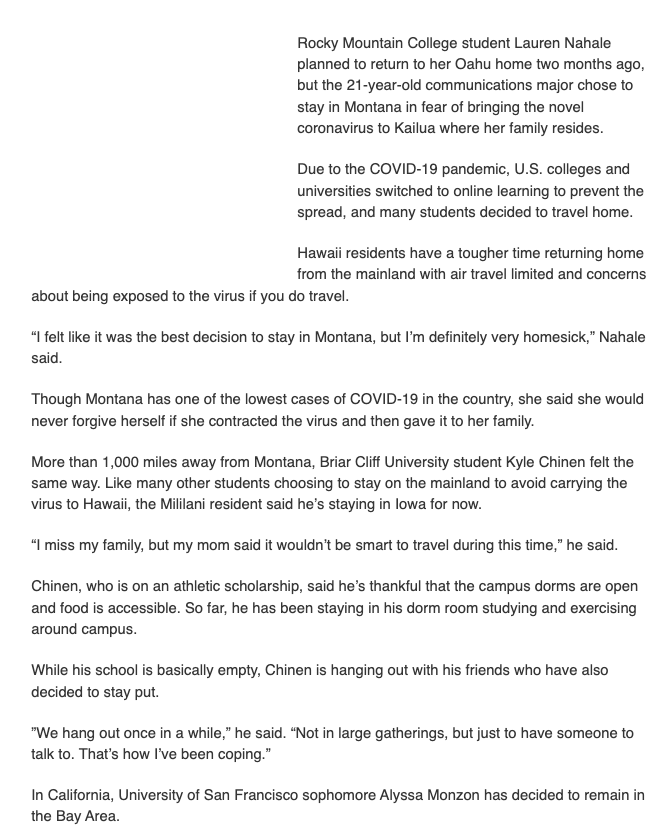 Rocky Mountain College student Lauren Nahale
planned to return to her Oahu home two months ago,
but the 21-year-old communications major chose to
stay in Montana in fear of bringing the novel
coronavirus to Kailua where her family resides.
Due to the COVID-19 pandemic, U.S. colleges and
universities switched to online learning to prevent the
spread, and many students decided to travel home.
Hawaii residents have a tougher time returning home
from the mainland with air travel limited and concerns
about being exposed to the virus if you do travel.
“I felt like it was the best decision to stay in Montana, but I’m definitely very homesick,” Nahale
said.
Though Montana has one of the lowest cases of COVID-19 in the country, she said she would
never forgive herself if she contracted the virus and then gave it to her family.
More than 1,000 miles away from Montana, Briar Cliff University student Kyle Chinen felt the
same way. Like many other students choosing to stay on the mainland to avoid carrying the
virus to Hawaii, the Mililani resident said he’s staying in Iowa for now.
“I miss my family, but my mom said it wouldn’t be smart to travel during this time,” he said.
Chinen, who is on an athletic scholarship, said he’s thankful that the campus dorms are open
and food is accessible. So far, he has been staying in his dorm room studying and exercising
around campus.
While his school is basically empty, Chinen is hanging out with his friends who have also
decided to stay put.
”We hang out once in a while,” he said. “Not in large gatherings, but just to have someone to
talk to. That’s how I’ve been coping.”
In California, University of San Francisco sophomore Alyssa Monzon has decided to remain in
the Bay Area.